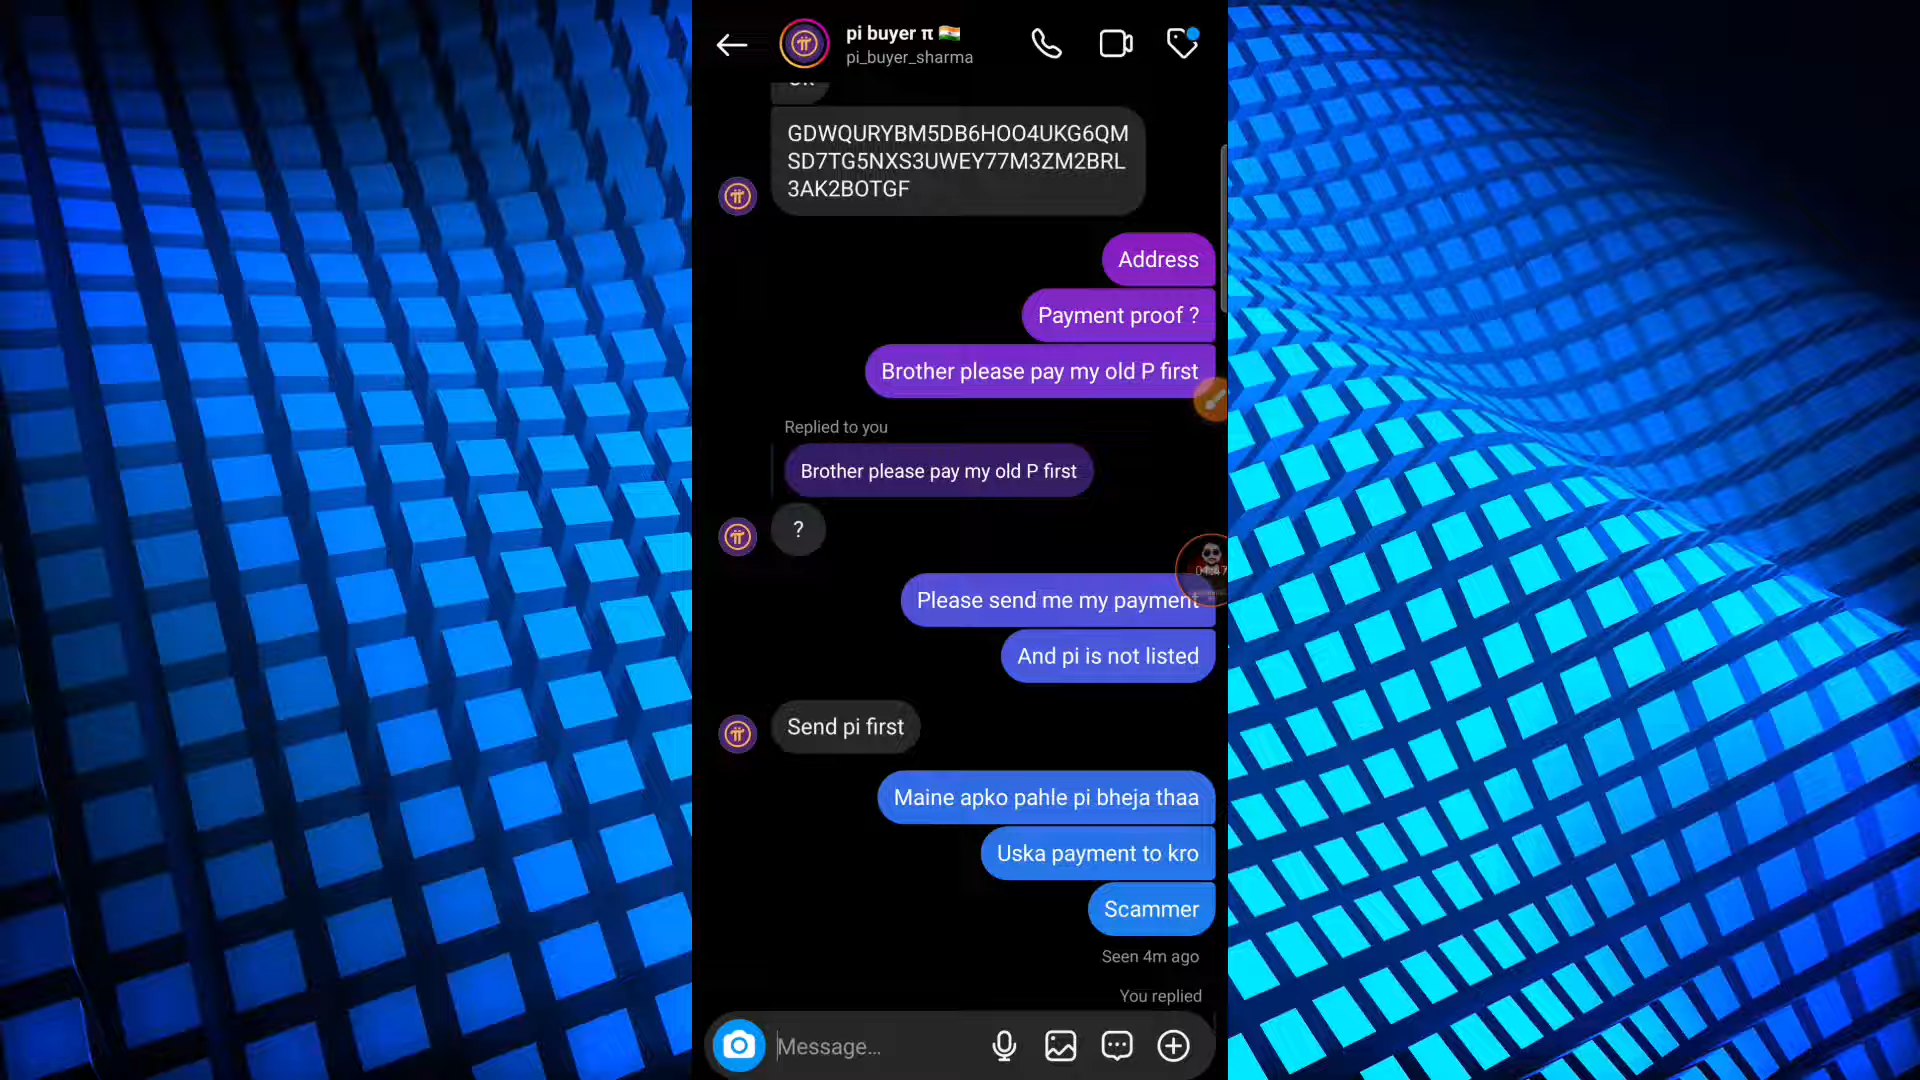 pi buyer π 🇮🇳
pi_buyer_sharma
GDWQURYBM5DB6HOO4UKG6QM
SD7TG5NXS3UWEY77M3ZM2BRL
3AK2BOTGF
Address
Payment proof ?
Brother please pay my old P first
Replied to you
Brother please pay my old P first
?
Please send me my payment
And pi is not listed
Send pi first
Maine apko pahle pi bheja thaa
Uska payment to kro
Scammer
Seen 4m ago
You replied
Message...